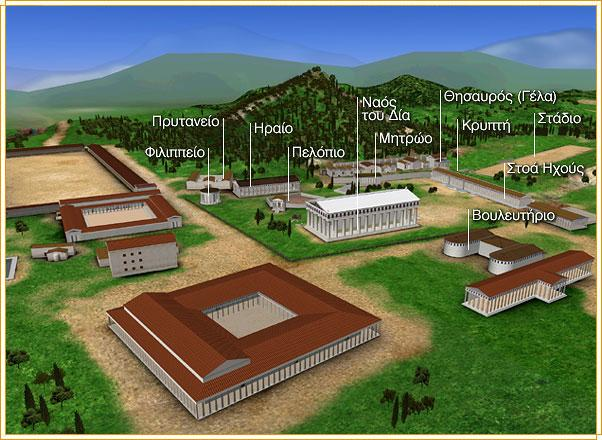 Ναός
του Δία
Θησαυρός (Γέλα)
Πρυτανείο
Ηραίο
Μητρώο
Κρυπτή
Στάδιο
Φιλιππείο
Πελόπιο
Στοά Ηχούς
Βουλευτήριο